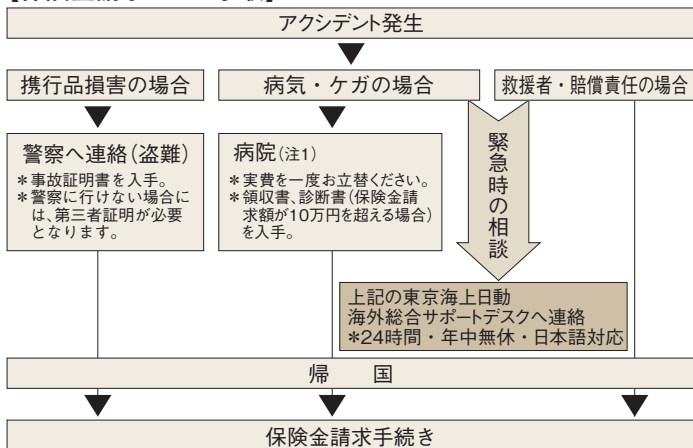 アクシデント発生
携行品損害の場合
病気・ケガの場合
救援者・賠償責任の場合
警察へ連絡(盗難)
＊事故証明書を入手。
＊警察に行けない場合に
は、第三者証明が必要
となります。
病院(注1)
＊実費を一度お立替ください。
＊領収書、診断書(保険金請
求額が10万円を超える場合)
を入手。
緊急時の相談
上記の東京海上日動
海外総合サポートデスクへ連絡
＊24時間・年中無休・日本語対応
帰　国
保険金請求手続き